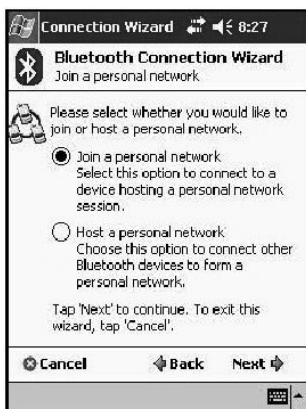 Connection Wizard 8:27
Bluetooth Connection Wizard
Join a personal network
Please select whether you would like to
join or host a personal network.
Join a personal network
Select this option to connect to a
device hosting a personal network
session.
Host a personal network
Choose this option to connect other
Bluetooth devices to form a
personal network.
Tap 'Next' to continue. To exit this
wizard, tap 'Cancel'.
Cancel Back Next